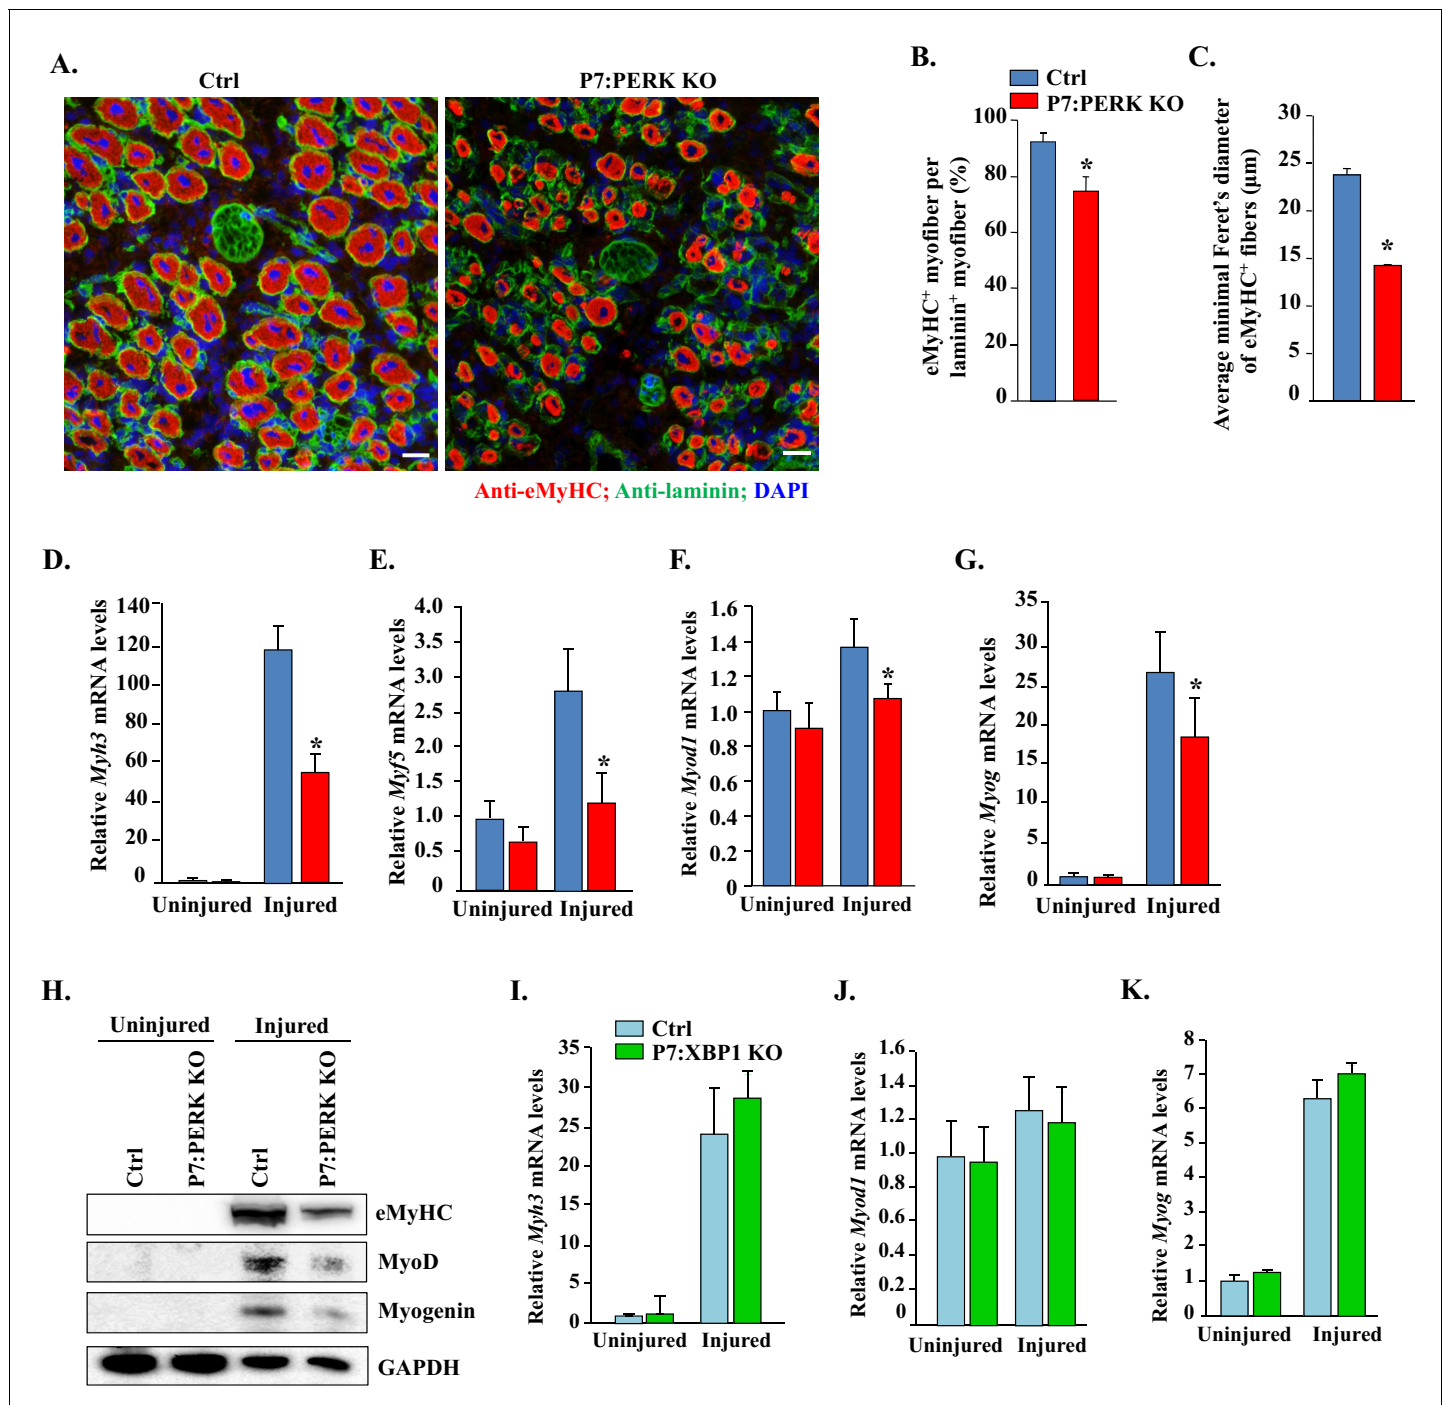 A.
Ctrl
P7:PERK KO
Anti-eMyHC; Anti-laminin; DAPI
B.
Ctrl
P7:PERK KO
eMyHC+ myofiber per
laminin+ myofiber (%)
100
80
60
40
20
0
*
C.
Average minimal Feret's diameter
of eMyHC+ fibers (µm)
30
25
20
15
10
5
0
*
D.
Relative Myh3 mRNA levels
140
120
100
80
60
40
20
0
*
Uninjured Injured
E.
Relative Myf5 mRNA levels
4.0
3.5
3.0
2.5
2.0
1.5
1.0
0.5
0
*
Uninjured Injured
F.
Relative Myod1 mRNA levels
1.6
1.4
1.2
1.0
0.8
0.6
0.4
0.2
0
*
Uninjured Injured
G.
Relative Myog mRNA levels
35
30
25
20
15
10
5
0
*
Uninjured Injured
H.
Uninjured Injured
Ctrl
P7:PERK KO
Ctrl
P7:PERK KO
eMyHC
MyoD
Myogenin
GAPDH
I.
Ctrl
P7:XBP1 KO
Relative Myh3 mRNA levels
35
30
25
20
15
10
5
0
Uninjured Injured
J.
Relative Myod1 mRNA levels
1.6
1.4
1.2
1.0
0.8
0.6
0.4
0.2
0
Uninjured Injured
K.
Relative Myog mRNA levels
8
7
6
5
4
3
2
1
0
Uninjured Injured